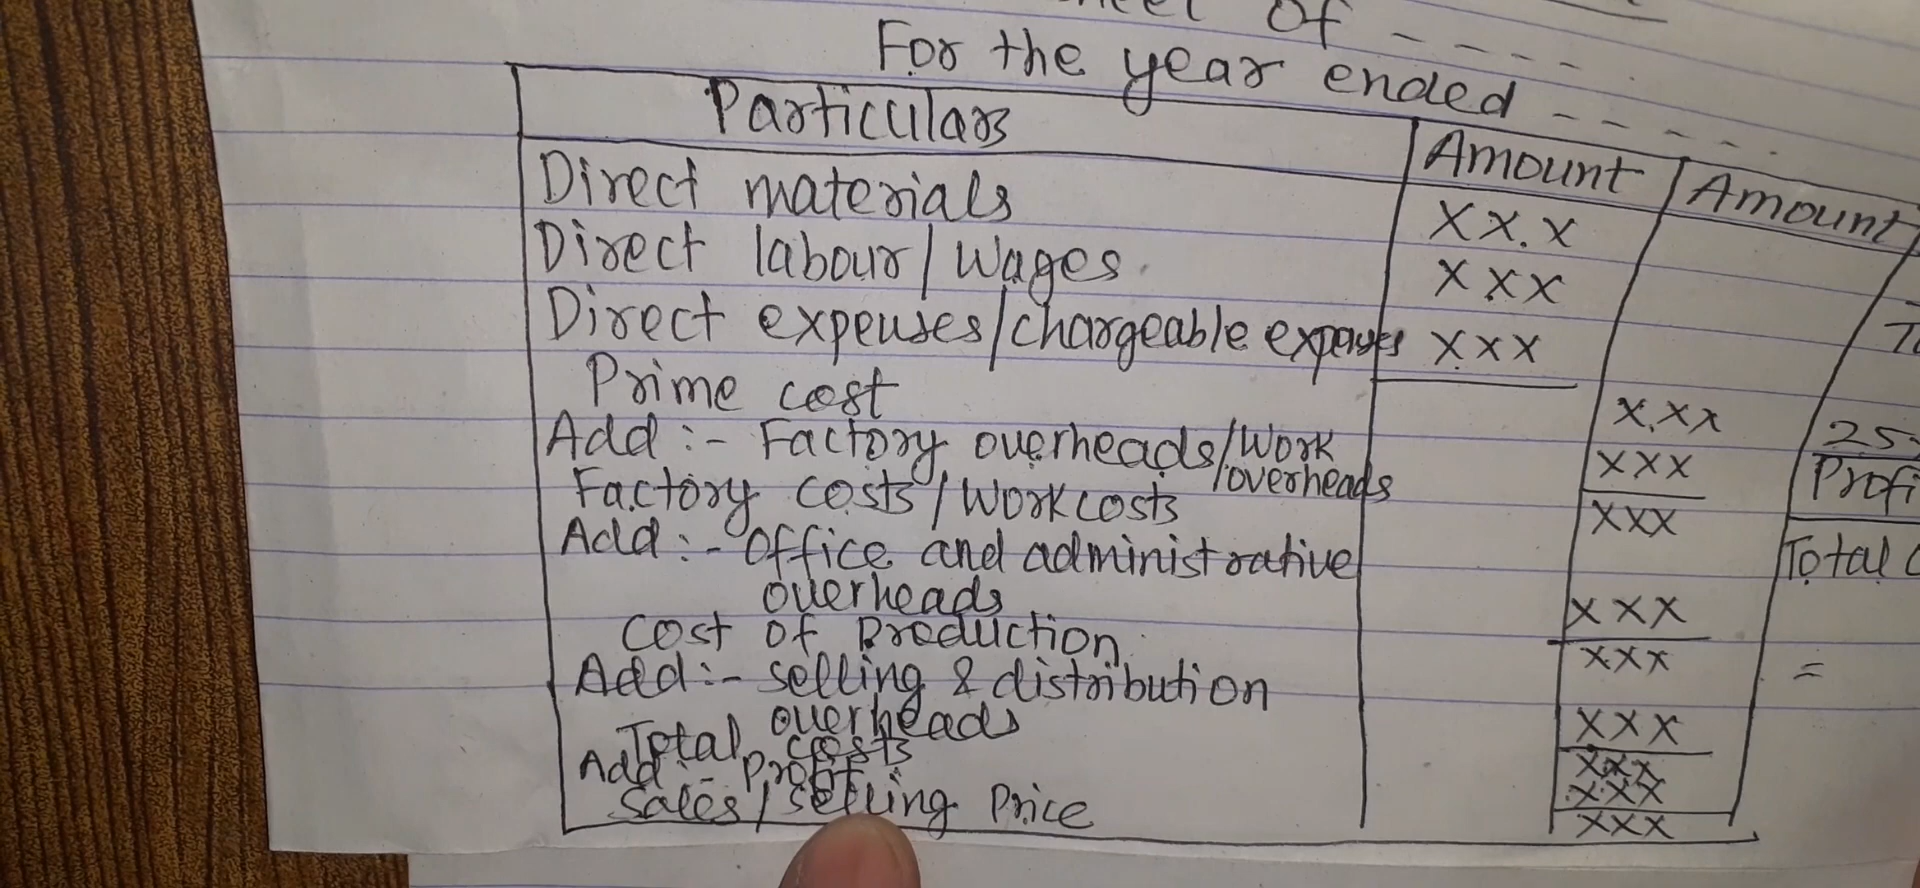 of - - - -
For the year ended - - - - -
Particulars Amount Amount
Direct materials XX.X
Direct labour/Wages. XXX
Direct expenses/chargeable expenses XXX
Prime cost X.XX
Add :- Factory overheads/Work overheads XXX
Factory costs/Workcosts XXX
Add :- Office and administrative
overheads XXX
Cost of Production. XXX
Add :- selling & distribution
overheads XXX
Total costs XXX
Add :- Profit X.XX
Sales/selling Price XXX
25
Profi
Total
=